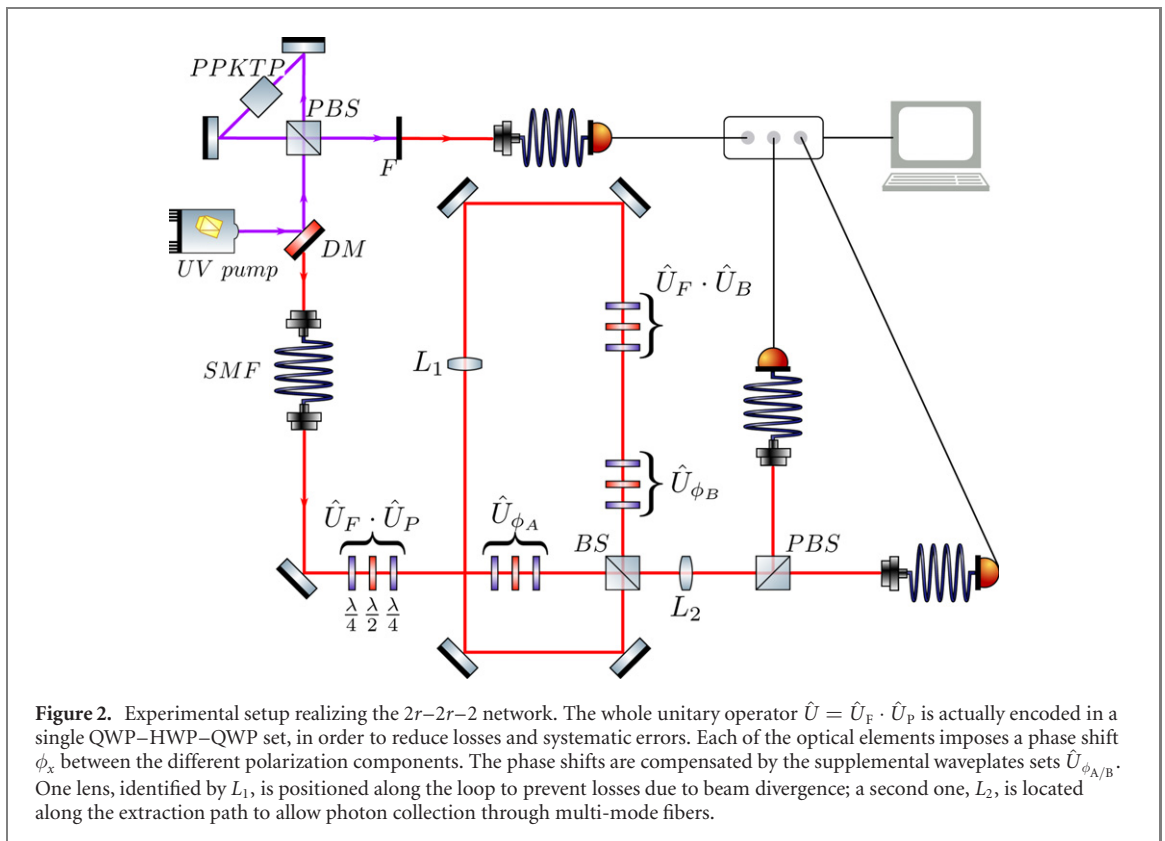 PPKTP
PBS
F
UV pump
DM
SMF
L₁
Û_F · Û_B
Û_{ϕ_B}
Û_F · Û_P
Û_{ϕ_A}
BS
PBS
L₂
λ/4 λ/2 λ/4
Figure 2. Experimental setup realizing the 2r–2r–2 network. The whole unitary operator Û = Û_F · Û_P is actually encoded in a
single QWP–HWP–QWP set, in order to reduce losses and systematic errors. Each of the optical elements imposes a phase shift
ϕ_x between the different polarization components. The phase shifts are compensated by the supplemental waveplates sets Û_{ϕ_{A/B}}.
One lens, identified by L₁, is positioned along the loop to prevent losses due to beam divergence; a second one, L₂, is located
along the extraction path to allow photon collection through multi-mode fibers.